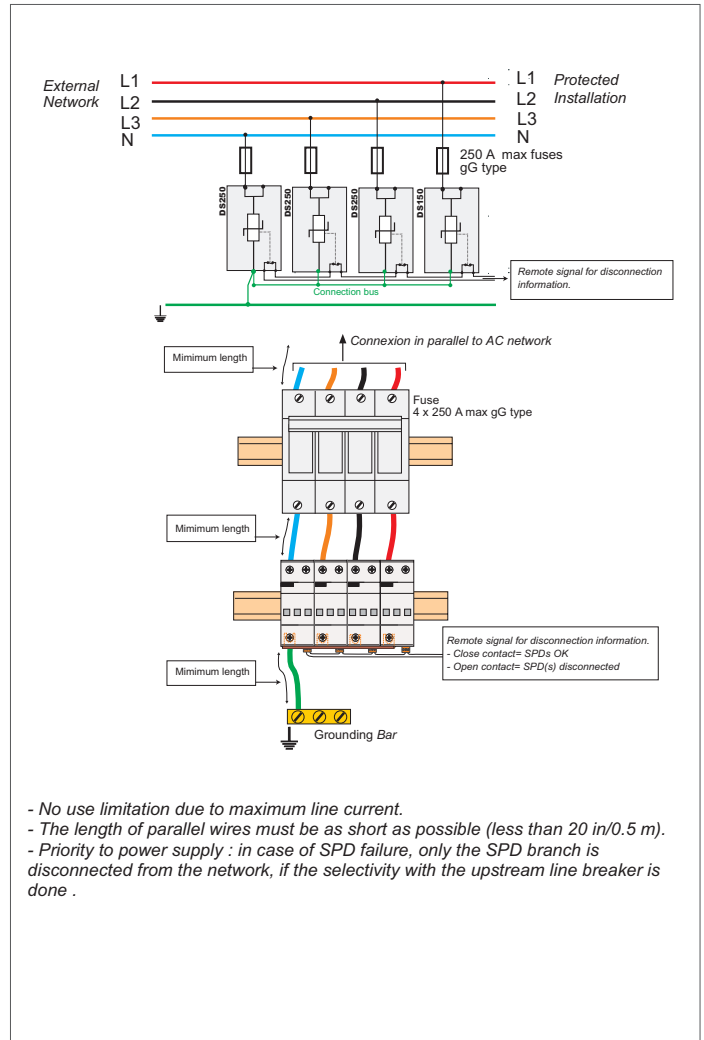 External
Network
L1
L2
L3
N
L1
L2
L3
N
Protected
Installation
250 A max fuses
gG type
DS250
DS250
DS250
DS150
Remote signal for disconnection
information.
Connection bus
Connexion in parallel to AC network
Mimimum length
Fuse
4 x 250 A max gG type
Mimimum length
Remote signal for disconnection information.
- Close contact= SPDs OK
- Open contact= SPD(s) disconnected
Mimimum length
Grounding Bar
- No use limitation due to maximum line current.
- The length of parallel wires must be as short as possible (less than 20 in/0.5 m).
- Priority to power supply : in case of SPD failure, only the SPD branch is
disconnected from the network, if the selectivity with the upstream line breaker is
done .